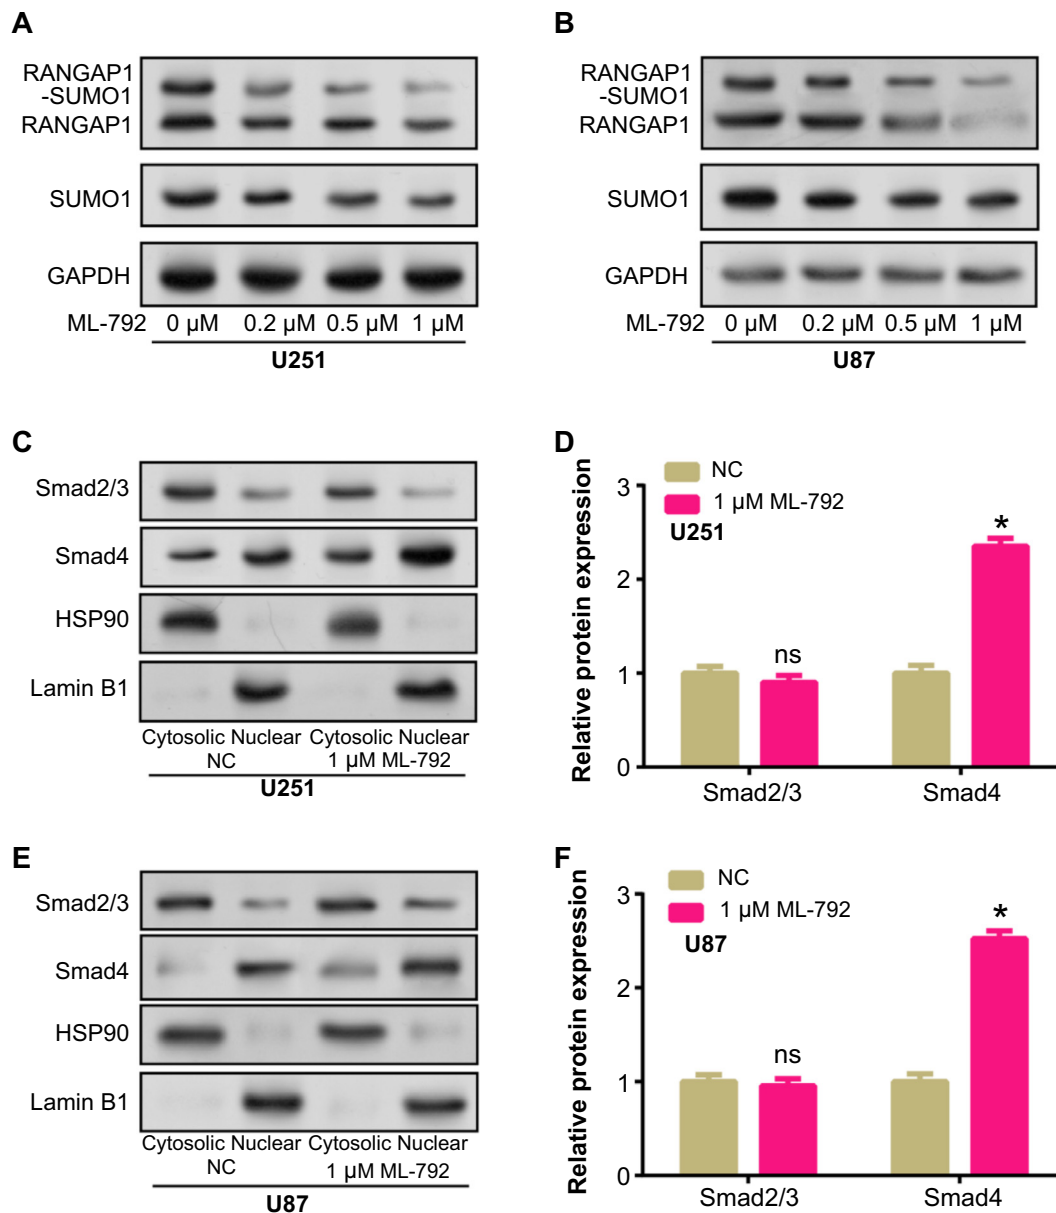 A
RANGAP1
-SUMO1
RANGAP1
SUMO1
GAPDH
ML-792 0 µM 0.2 µM 0.5 µM 1 µM
U251
B
RANGAP1
-SUMO1
RANGAP1
SUMO1
GAPDH
ML-792 0 µM 0.2 µM 0.5 µM 1 µM
U87
C
Smad2/3
Smad4
HSP90
Lamin B1
Cytosolic Nuclear Cytosolic Nuclear
NC 1 µM ML-792
U251
D
Relative protein expression
NC
1 µM ML-792
U251
3
2
1
0
ns
*
Smad2/3 Smad4
E
Smad2/3
Smad4
HSP90
Lamin B1
Cytosolic Nuclear Cytosolic Nuclear
NC 1 µM ML-792
U87
F
Relative protein expression
NC
1 µM ML-792
U87
3
2
1
0
ns
*
Smad2/3 Smad4